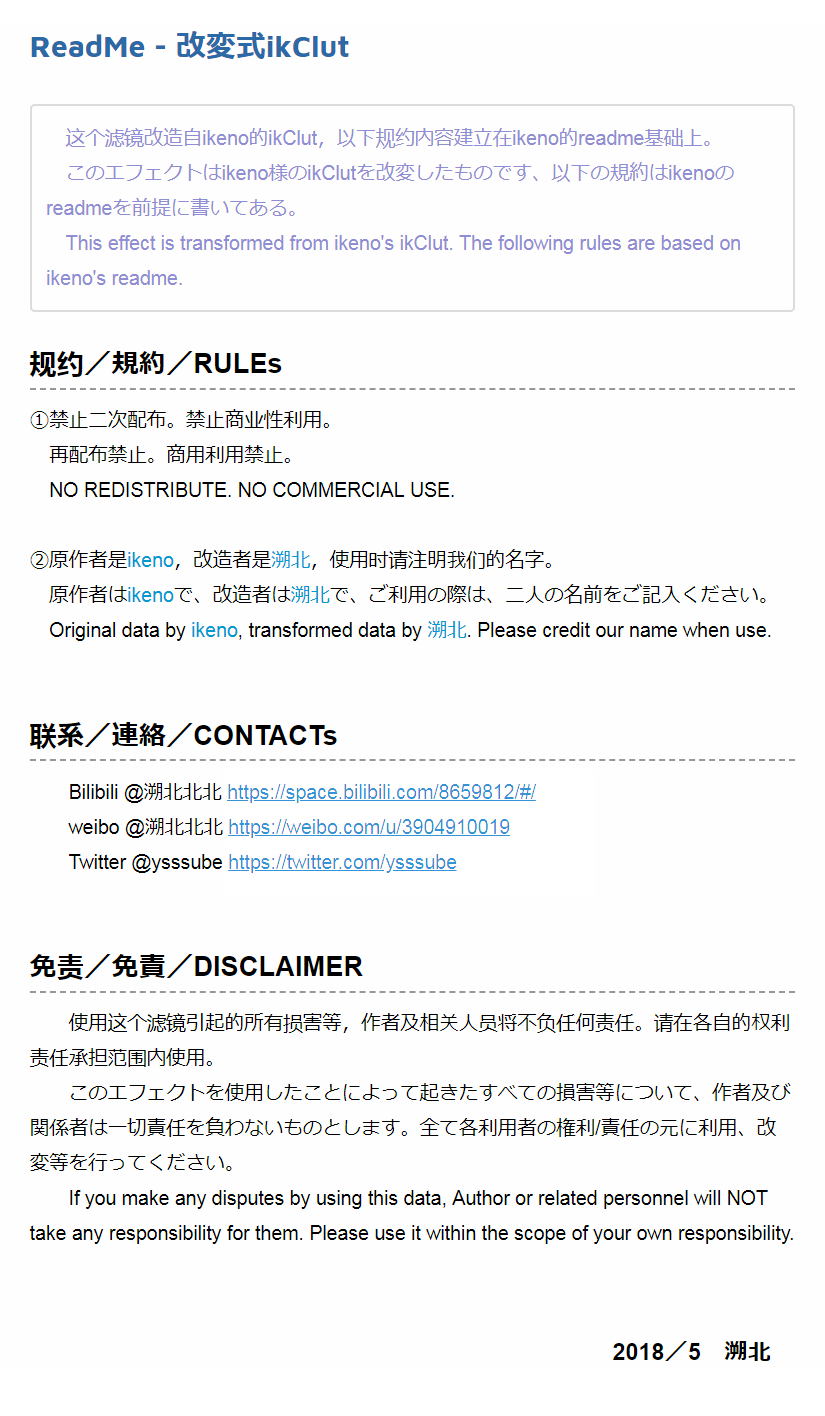 ReadMe - 改変式ikClut
这个滤镜改造自ikeno的ikClut，以下规约内容建立在ikeno的readme基础上。
このエフェクトはikeno様のikClutを改変したものです、以下の規約はikenoの
readmeを前提に書いてある。
This effect is transformed from ikeno's ikClut. The following rules are based on
ikeno's readme.
规约／規約／RULEs
①禁止二次配布。禁止商业性利用。
再配布禁止。商用利用禁止。
NO REDISTRIBUTE. NO COMMERCIAL USE.
②原作者是ikeno，改造者是溯北，使用时请注明我们的名字。
原作者はikenoで、改造者は溯北で、ご利用の際は、二人の名前をご記入ください。
Original data by ikeno, transformed data by 溯北. Please credit our name when use.
联系／連絡／CONTACTs
Bilibili @溯北北北 https://space.bilibili.com/8659812/#/
weibo @溯北北北 https://weibo.com/u/3904910019
Twitter @ysssube https://twitter.com/ysssube
免责／免責／DISCLAIMER
使用这个滤镜引起的所有损害等，作者及相关人员将不负任何责任。请在各自的权利
责任承担范围内使用。
このエフェクトを使用したことによって起きたすべての損害等について、作者及び
関係者は一切責任を負わないものとします。全て各利用者の権利/責任の元に利用、改
変等を行ってください。
If you make any disputes by using this data, Author or related personnel will NOT
take any responsibility for them. Please use it within the scope of your own responsibility.
2018／5　溯北